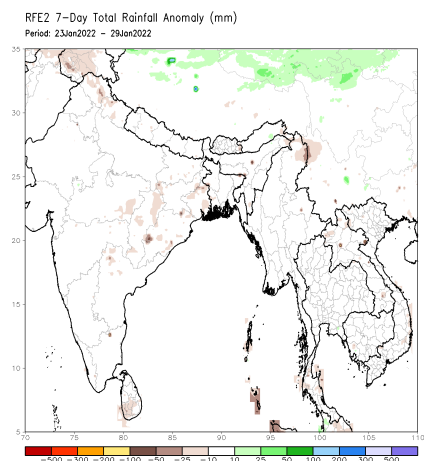 RFE2 7-Day Total Rainfall Anomaly (mm)
Period: 23Jan2022 - 29Jan2022
35
30
25
20
15
10
5
70 75 80 85 90 95 100 105 110
-500 -300 -200 -100 -50 -25 -10 10 25 50 100 200 300 500